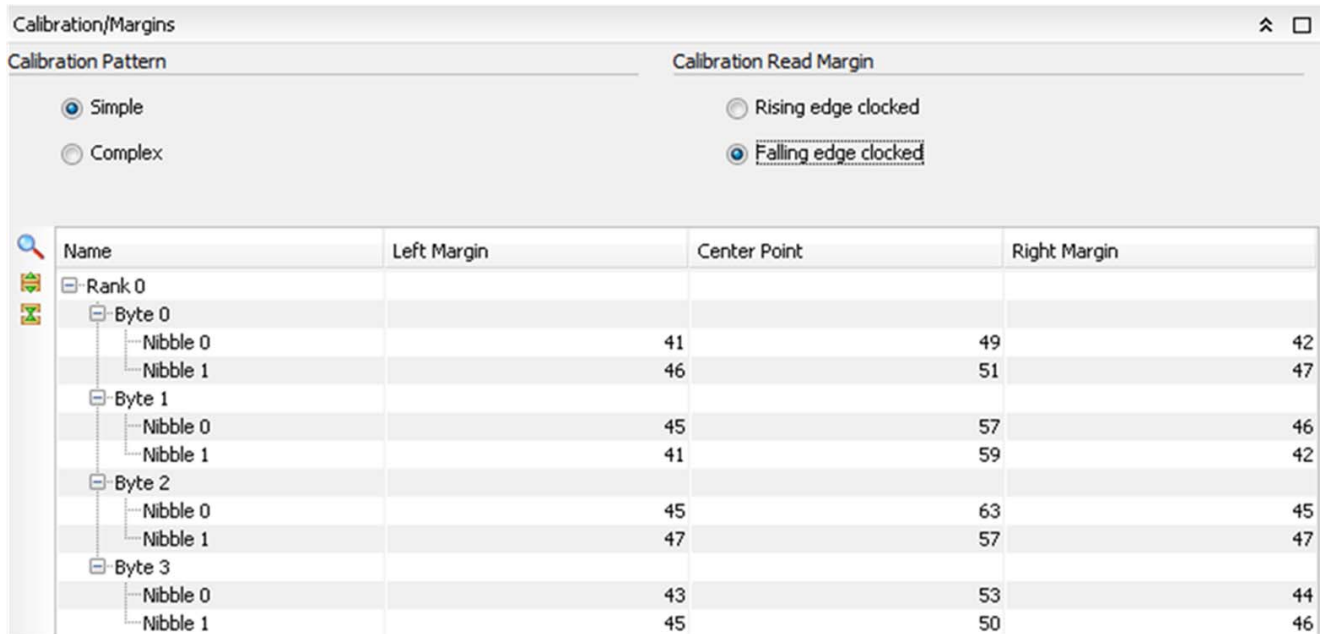 Calibration/Margins
Calibration Pattern Calibration Read Margin
Simple Rising edge clocked
Complex Falling edge clocked
Name Left Margin Center Point Right Margin
Rank 0
Byte 0
Nibble 0 41 49 42
Nibble 1 46 51 47
Byte 1
Nibble 0 45 57 46
Nibble 1 41 59 42
Byte 2
Nibble 0 45 63 45
Nibble 1 47 57 47
Byte 3
Nibble 0 43 53 44
Nibble 1 45 50 46